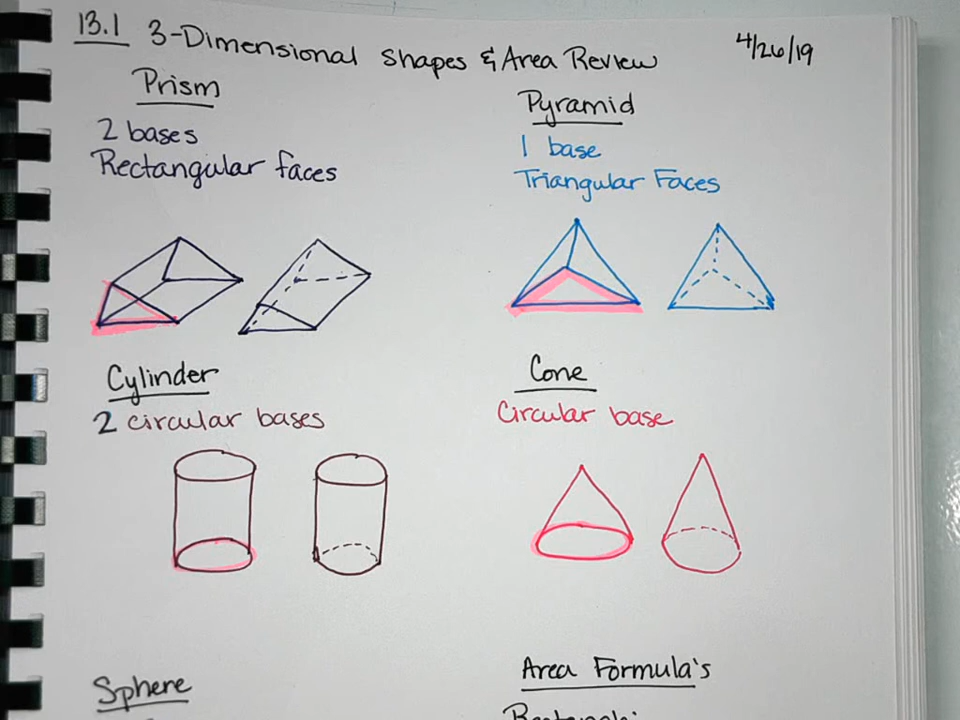 13.1 3-Dimensional Shapes & Area Review 4/26/19
Prism
2 bases
Rectangular faces
Pyramid
1 base
Triangular Faces
Cylinder
2 circular bases
Cone
Circular base
Sphere
Area Formula's